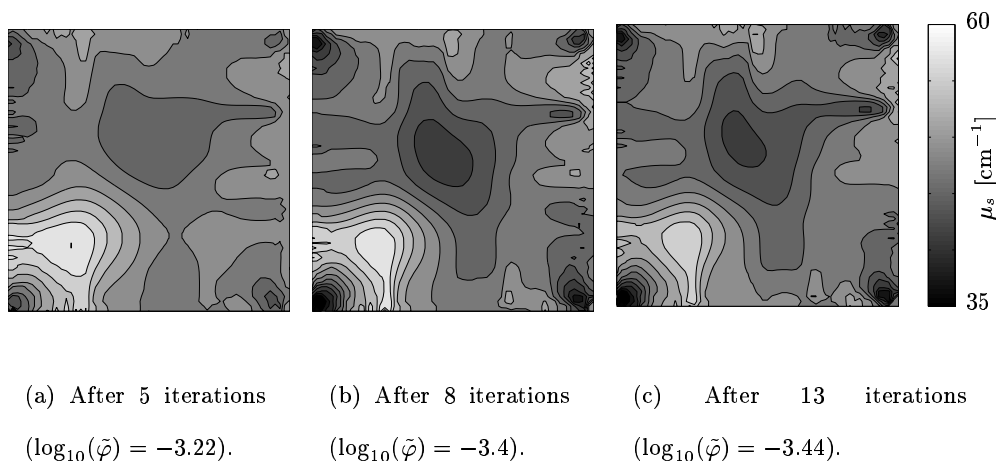 60
μ_s [cm⁻¹]
35
(a) After 5 iterations
(log₁₀(φ̃) = −3.22).
(b) After 8 iterations
(log₁₀(φ̃) = −3.4).
(c) After 13 iterations
(log₁₀(φ̃) = −3.44).